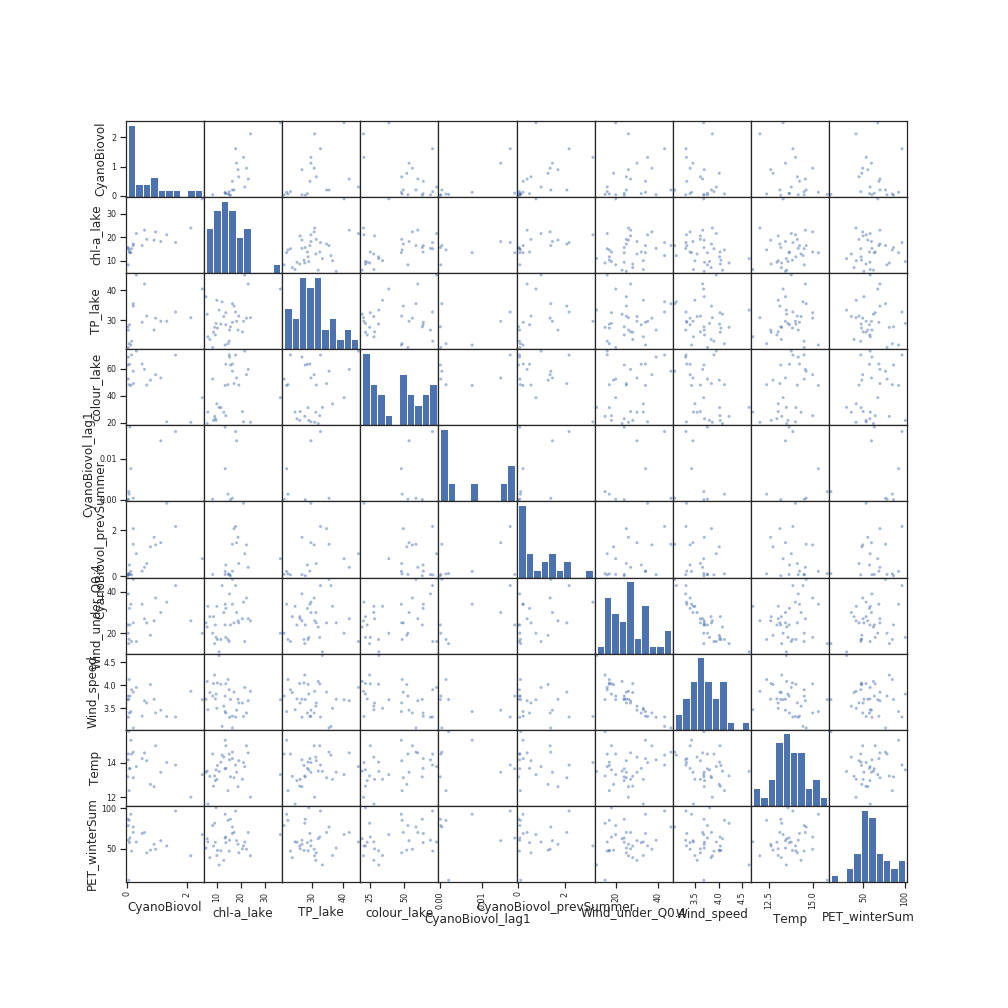 CyanoBiovol
2
1
0
chl-a_lake
30
20
10
TP_lake
40
30
colour_lake
60
40
20
CyanoBiovol_lag1
0.01
0.00
CyanoBiovol_prevSummer
2
0
Wind_under_Q0.4
40
20
Wind_speed
4.5
4.0
3.5
Temp
14
12
PET_winterSum
100
50
0 2 10 20 30 30 40 25 50 0.00 0.01 0 2 20 40 3.5 4.0 4.5 12.5 15.0 50 100
CyanoBiovol chl-a_lake TP_lake colour_lake CyanoBiovol_lag1 CyanoBiovol_prevSummer Wind_under_Q0.4 Wind_speed Temp PET_winterSum